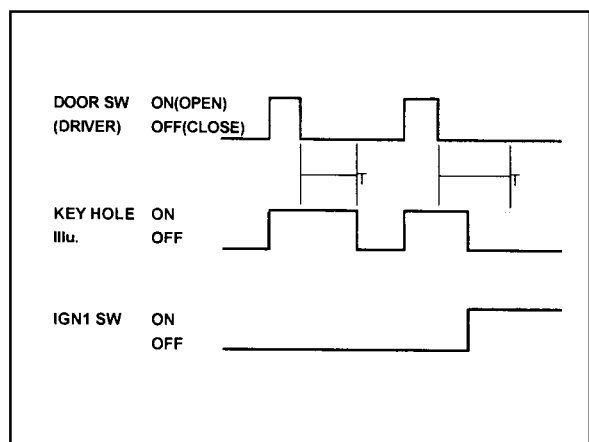 DOOR SW ON(OPEN)
(DRIVER) OFF(CLOSE)
T T
KEY HOLE ON
Illu. OFF
IGN1 SW ON
OFF